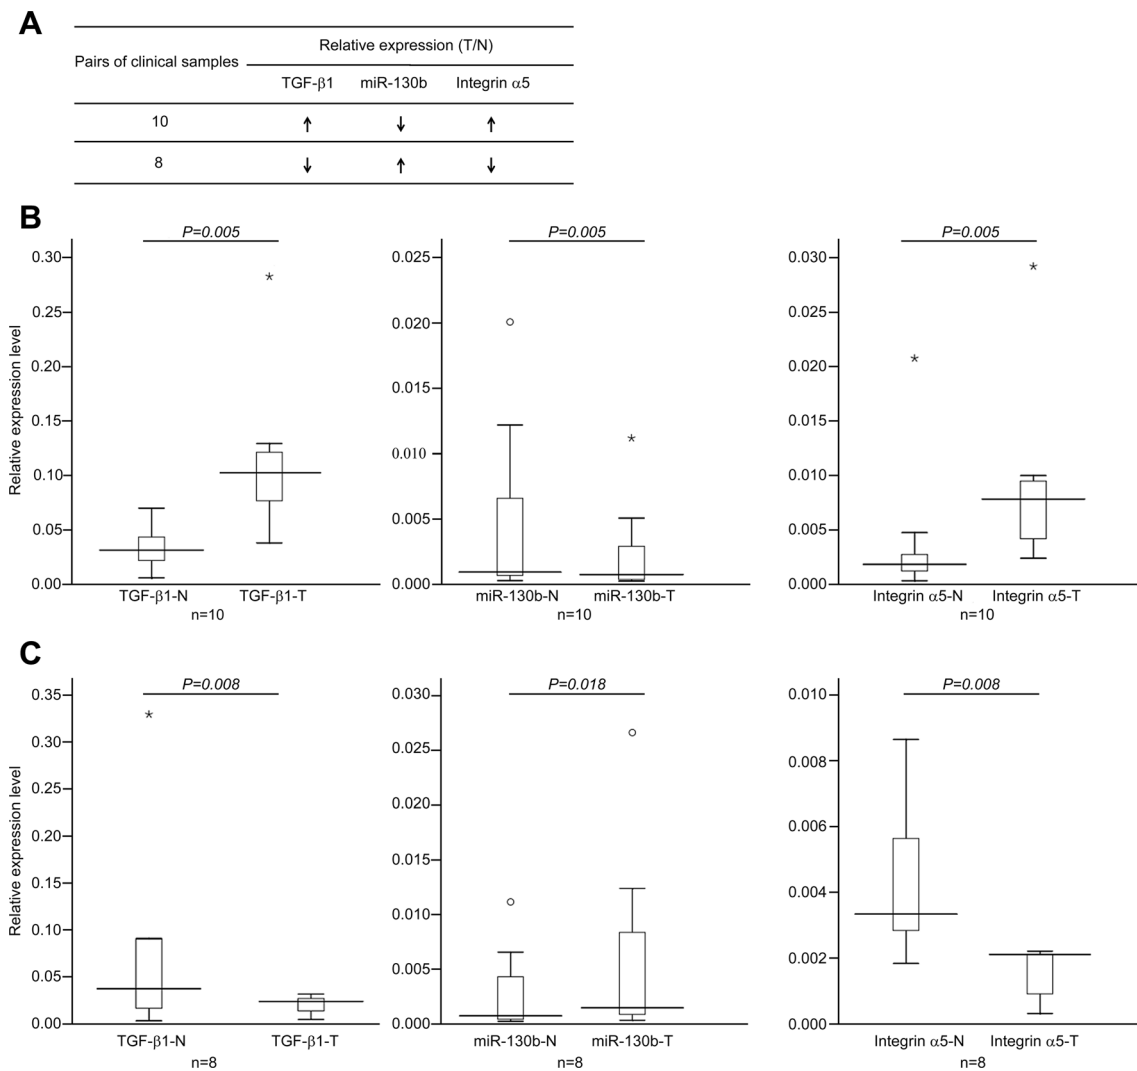 A
Pairs of clinical samples
Relative expression (T/N)
TGF-β1 miR-130b Integrin α5
10 ↑ ↓ ↑
8 ↓ ↑ ↓
B
Relative expression level
P=0.005
0.30
0.25
0.20
0.15
0.10
0.05
0.00
*
TGF-β1-N TGF-β1-T
n=10
P=0.005
0.025
0.020
0.015
0.010
0.005
0.000
*
miR-130b-N miR-130b-T
n=10
P=0.005
0.030
0.025
0.020
0.015
0.010
0.005
0.000
*
*
Integrin α5-N Integrin α5-T
n=10
C
Relative expression level
P=0.008
0.35
0.30
0.25
0.20
0.15
0.10
0.05
0.00
*
TGF-β1-N TGF-β1-T
n=8
P=0.018
0.030
0.025
0.020
0.015
0.010
0.005
0.000
miR-130b-N miR-130b-T
n=8
P=0.008
0.010
0.008
0.006
0.004
0.002
0.000
Integrin α5-N Integrin α5-T
n=8